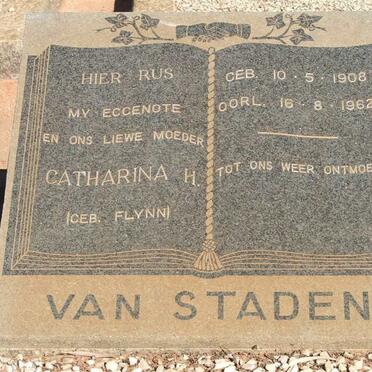 HIER RUS
MY EGGENOTE
EN ONS LIEWE MOEDER
CATHARINA H.
(GEB. FLYNN)
GEB. 10·5·1908
OORL. 16·8·1962
TOT ONS WEER ONTMOE
VAN STADEN